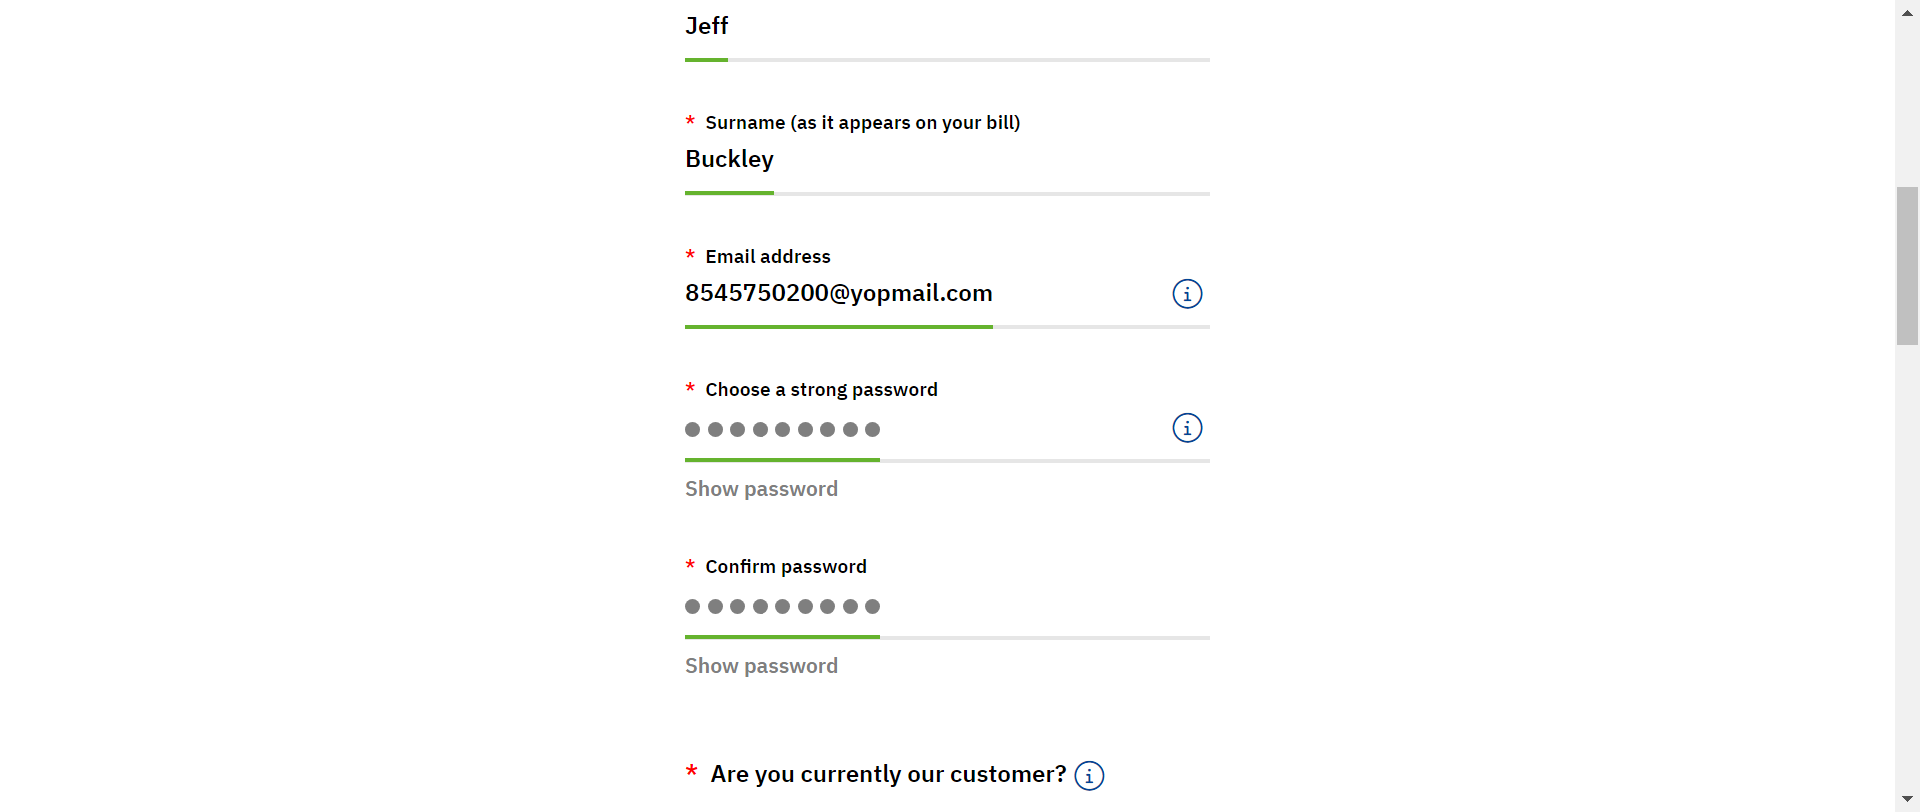 Jeff
* Surname (as it appears on your bill)
Buckley
* Email address
8545750200@yopmail.com
* Choose a strong password
Show password
* Confirm password
Show password
* Are you currently our customer?